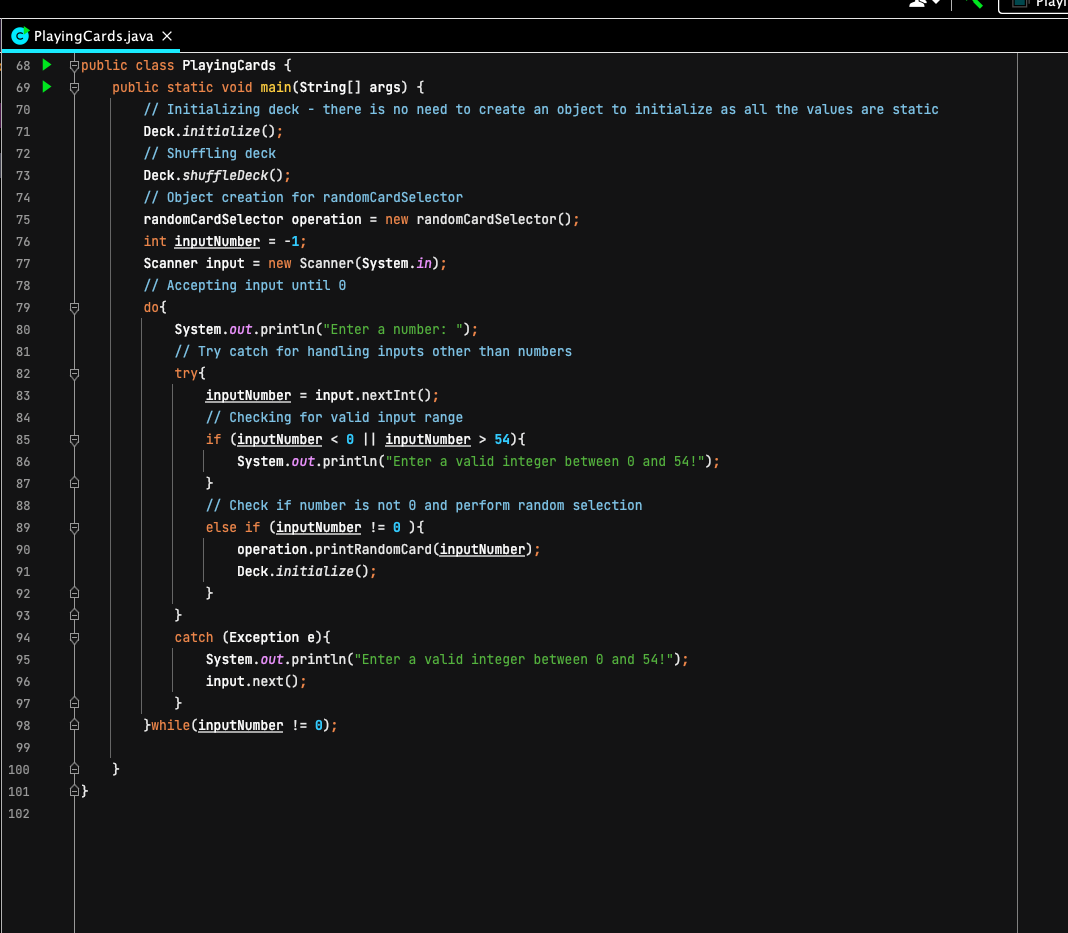 Playi
PlayingCards.java
68 public class PlayingCards {
69     public static void main(String[] args) {
70         // Initializing deck - there is no need to create an object to initialize as all the values are static
71         Deck.initialize();
72         // Shuffling deck
73         Deck.shuffleDeck();
74         // Object creation for randomCardSelector
75         randomCardSelector operation = new randomCardSelector();
76         int inputNumber = -1;
77         Scanner input = new Scanner(System.in);
78         // Accepting input until 0
79         do{
80             System.out.println("Enter a number: ");
81             // Try catch for handling inputs other than numbers
82             try{
83                 inputNumber = input.nextInt();
84                 // Checking for valid input range
85                 if (inputNumber < 0 || inputNumber > 54){
86                     System.out.println("Enter a valid integer between 0 and 54!");
87                 }
88                 // Check if number is not 0 and perform random selection
89                 else if (inputNumber != 0 ){
90                     operation.printRandomCard(inputNumber);
91                     Deck.initialize();
92                 }
93             }
94             catch (Exception e){
95                 System.out.println("Enter a valid integer between 0 and 54!");
96                 input.next();
97             }
98         }while(inputNumber != 0);
99
100     }
101 }
102